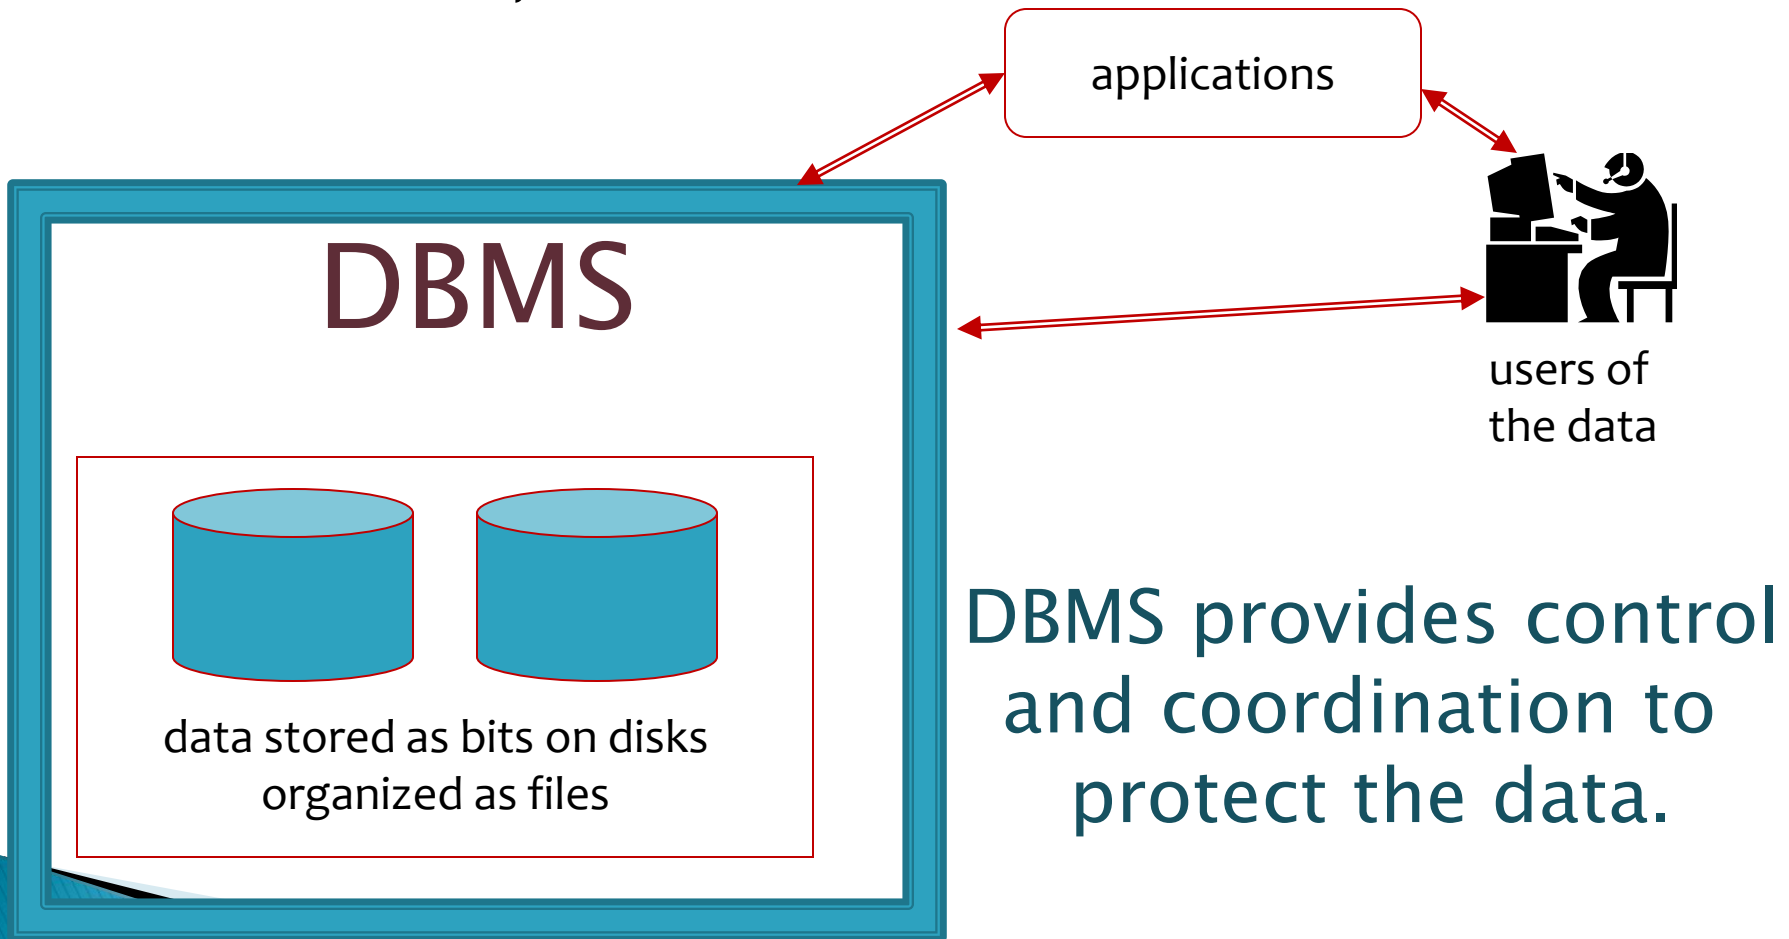 applications
DBMS
users of
the data
data stored as bits on disks
organized as files
DBMS provides control
and coordination to
protect the data.